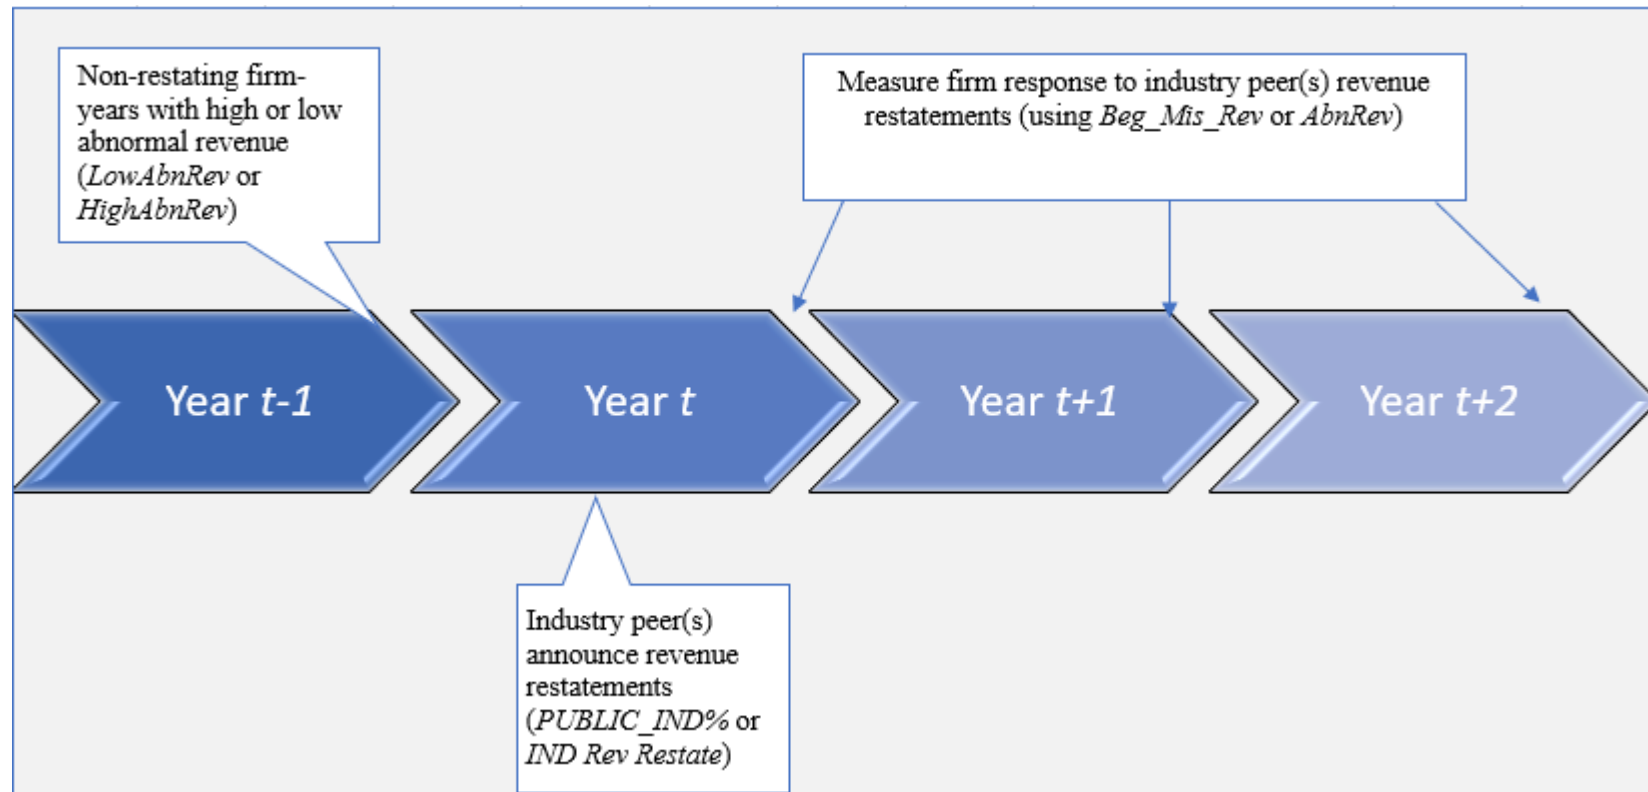 Non-restating firm-
years with high or low
abnormal revenue
(LowAbnRev or
HighAbnRev)
Measure firm response to industry peer(s) revenue
restatements (using Beg_Mis_Rev or AbnRev)
Year t-1
Year t
Year t+1
Year t+2
Industry peer(s)
announce revenue
restatements
(PUBLIC_IND% or
IND Rev Restate)